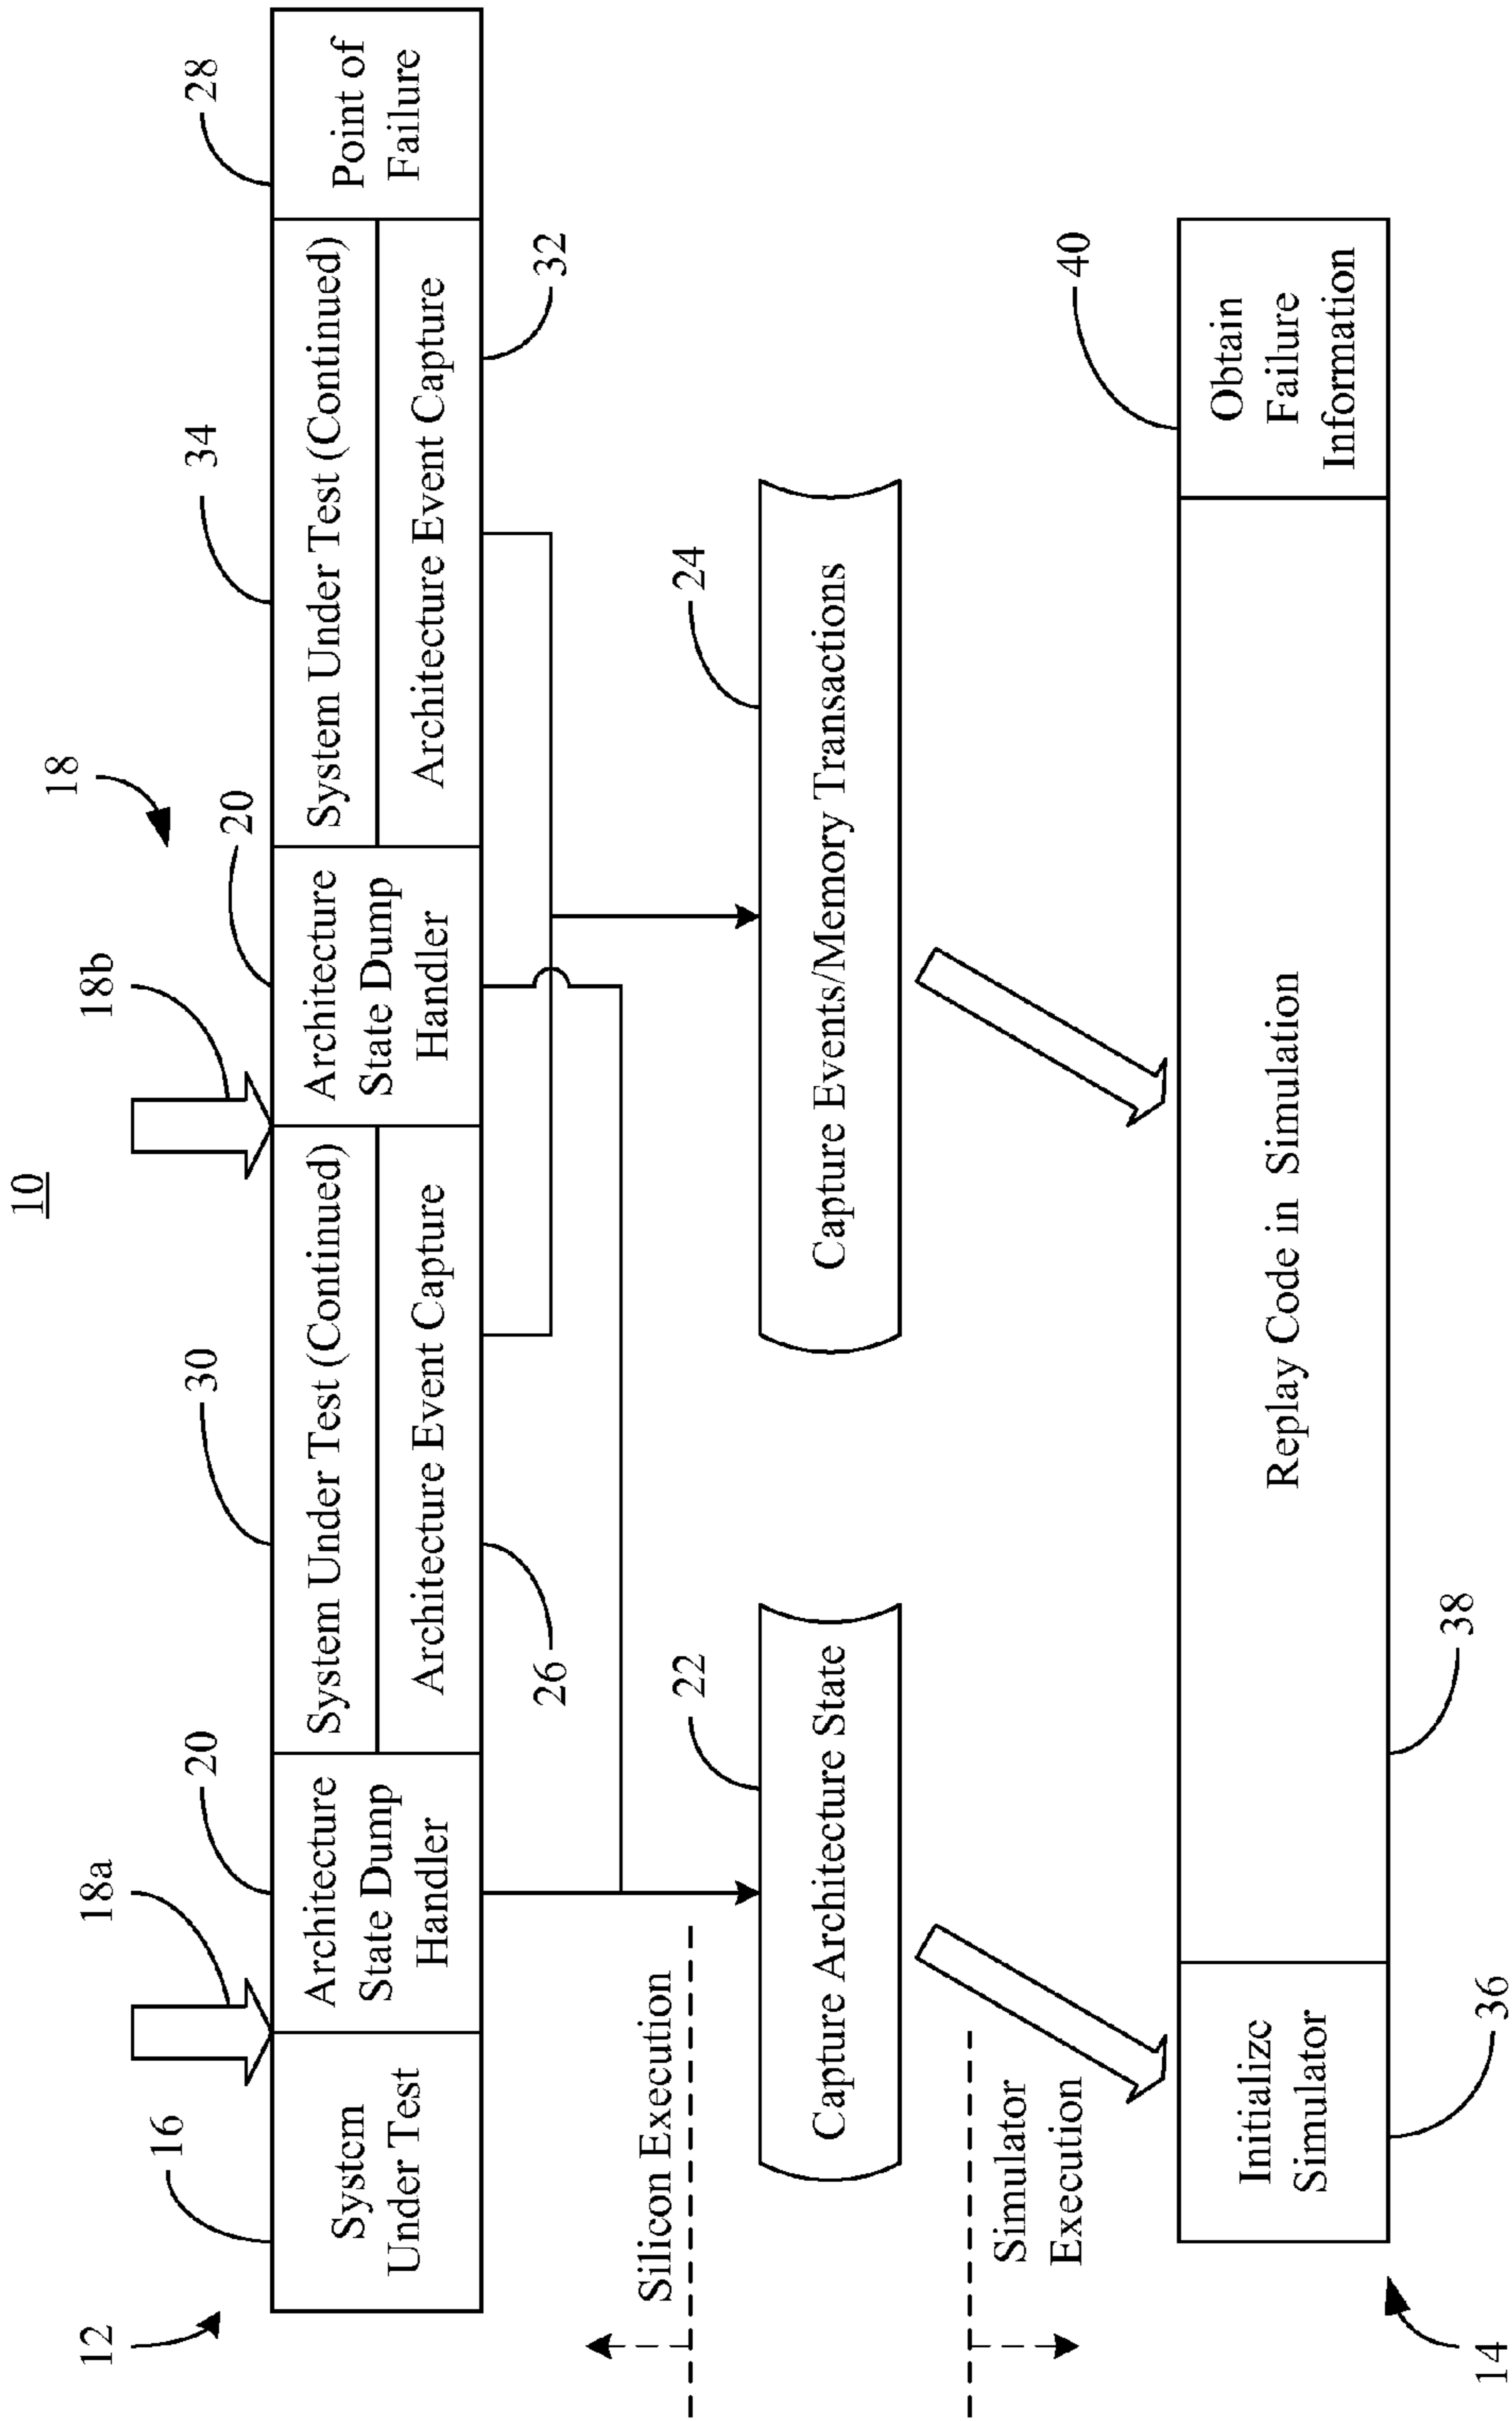 10
12
16
System
Under Test
18a
20
Architecture
State Dump
Handler
30
System Under Test (Continued)
26
Architecture Event Capture
18b
18
20
Architecture
State Dump
Handler
34
System Under Test (Continued)
32
Architecture Event Capture
28
Point of
Failure
Silicon Execution
22
Capture Architecture State
24
Capture Events/Memory Transactions
Simulator
Execution
14
Initialize
Simulator
36
Replay Code in Simulation
38
40
Obtain
Failure
Information